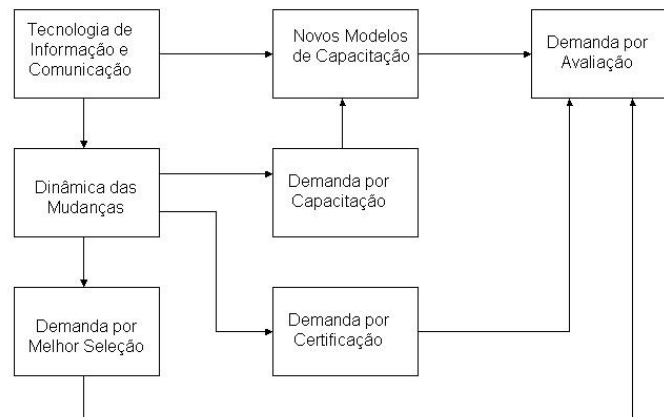 Tecnologia de
Informação e
Comunicação
Novos Modelos
de Capacitação
Demanda por
Avaliação
Dinâmica das
Mudanças
Demanda por
Capacitação
Demanda por
Melhor Seleção
Demanda por
Certificação